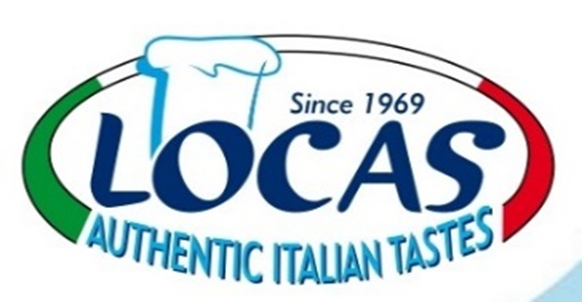 Since 1969
LOCAS
AUTHENTIC ITALIAN TASTES